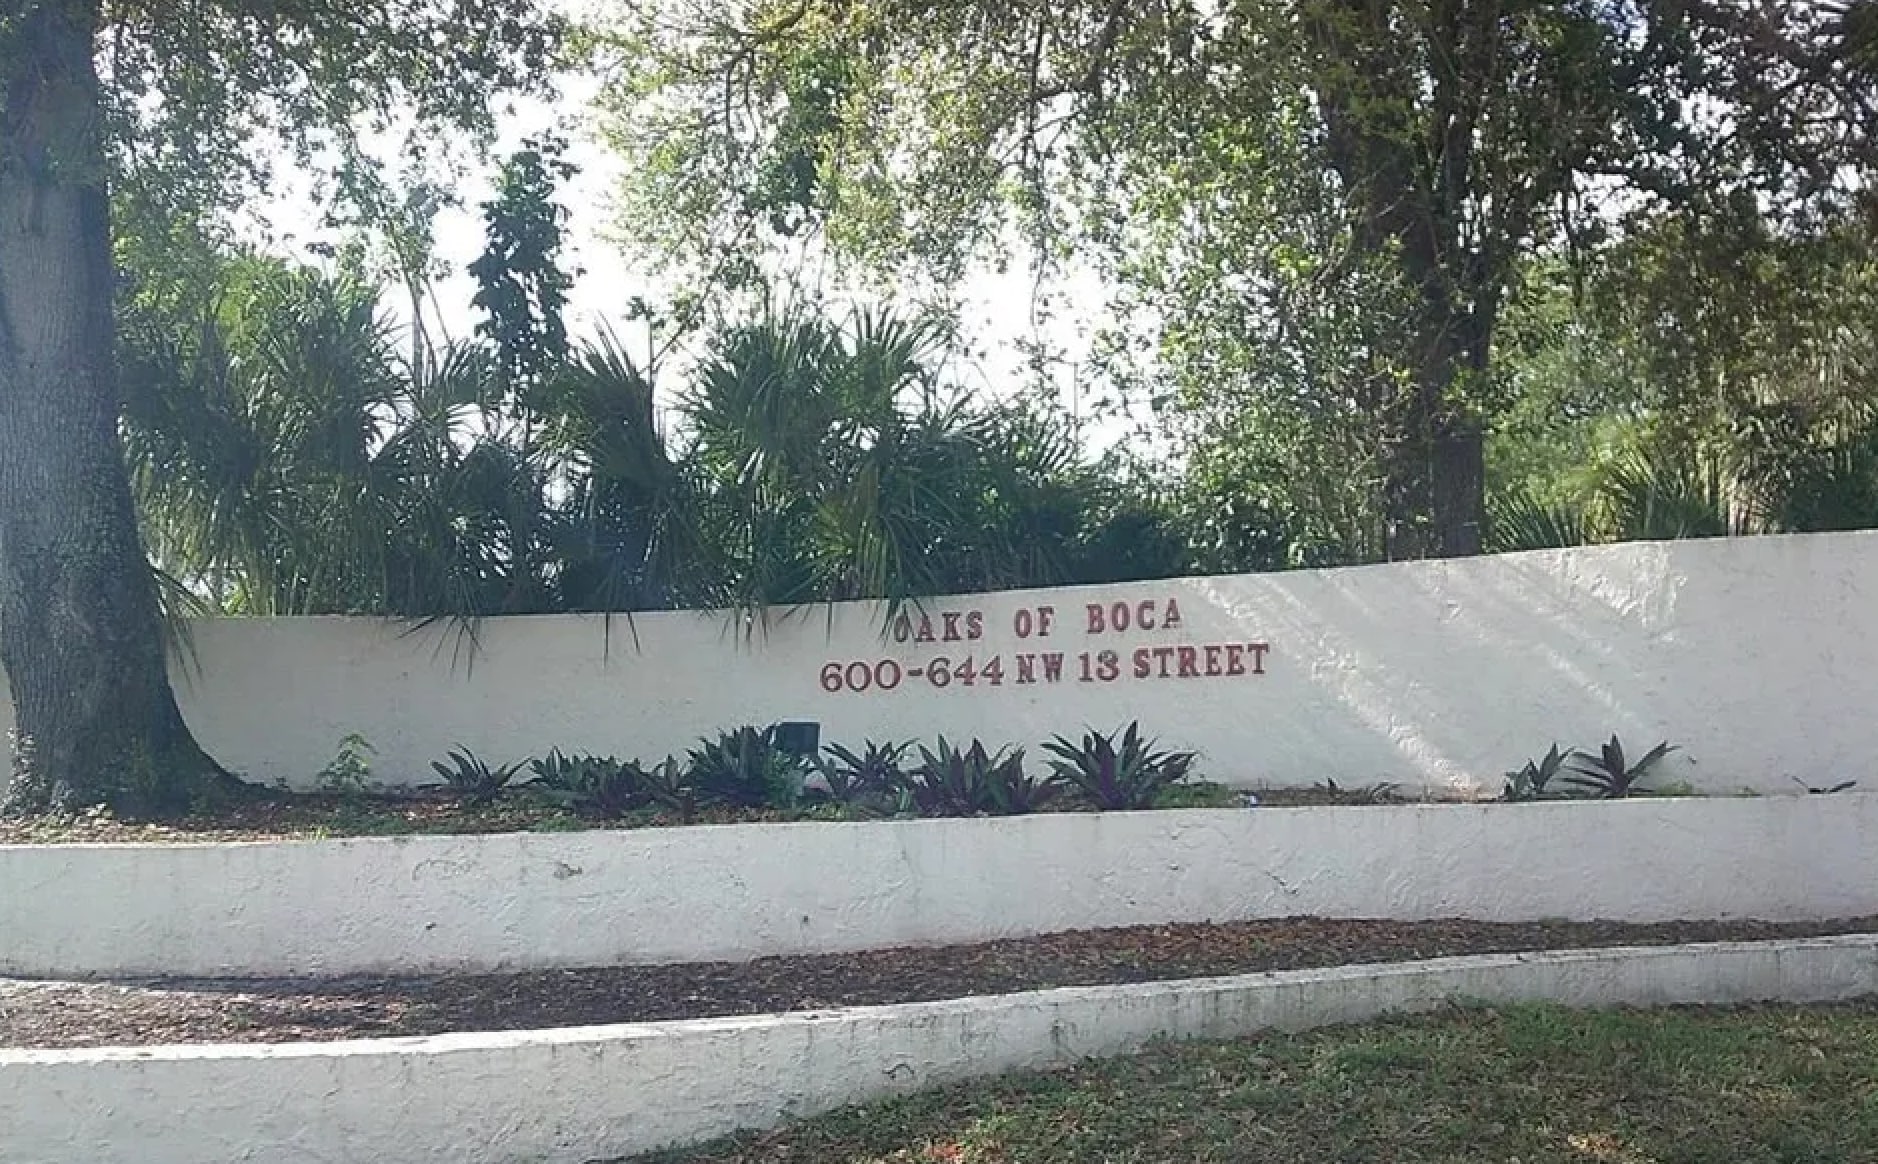 OAKS OF BOCA
600-644 NW 13 STREET